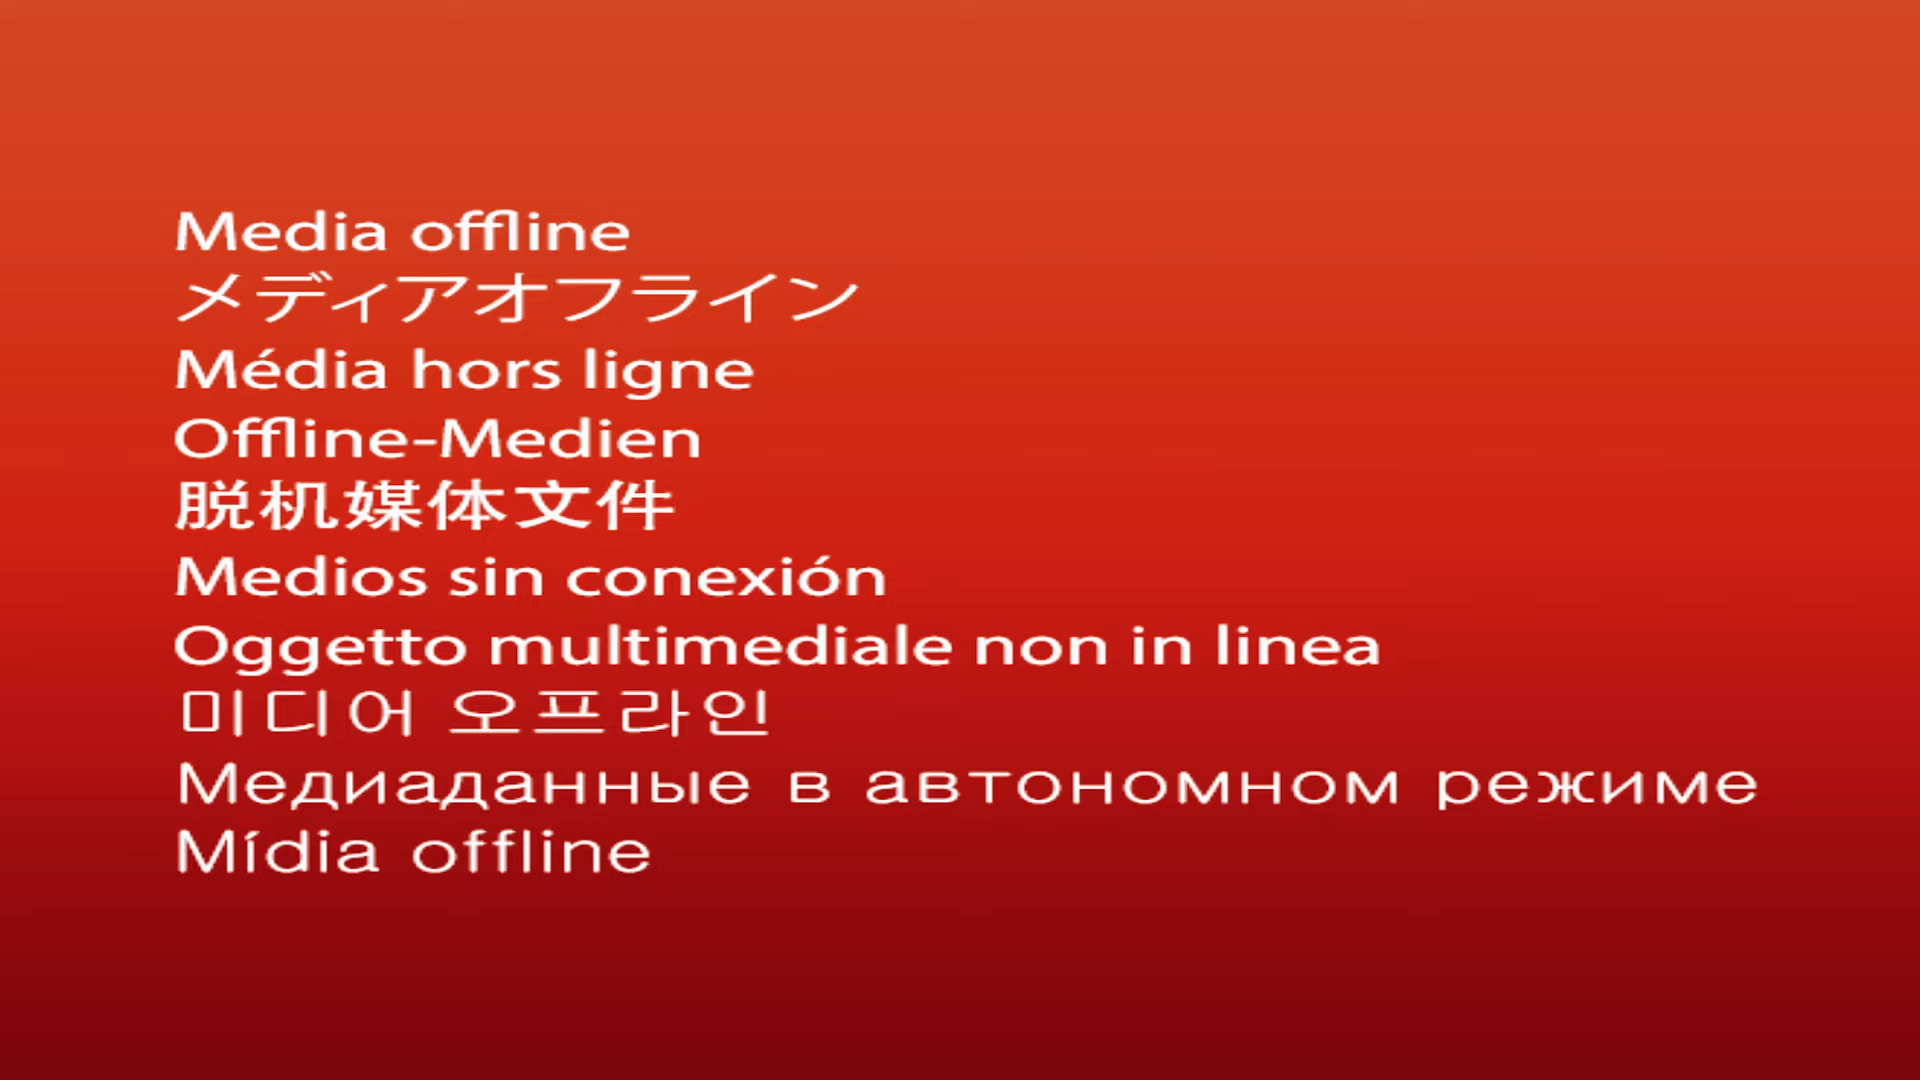 Media offline
メディアオフライン
Média hors ligne
Offline-Medien
脱机媒体文件
Medios sin conexión
Oggetto multimediale non in linea
미디어 오프라인
Медиаданные в автономном режиме
Mídia offline